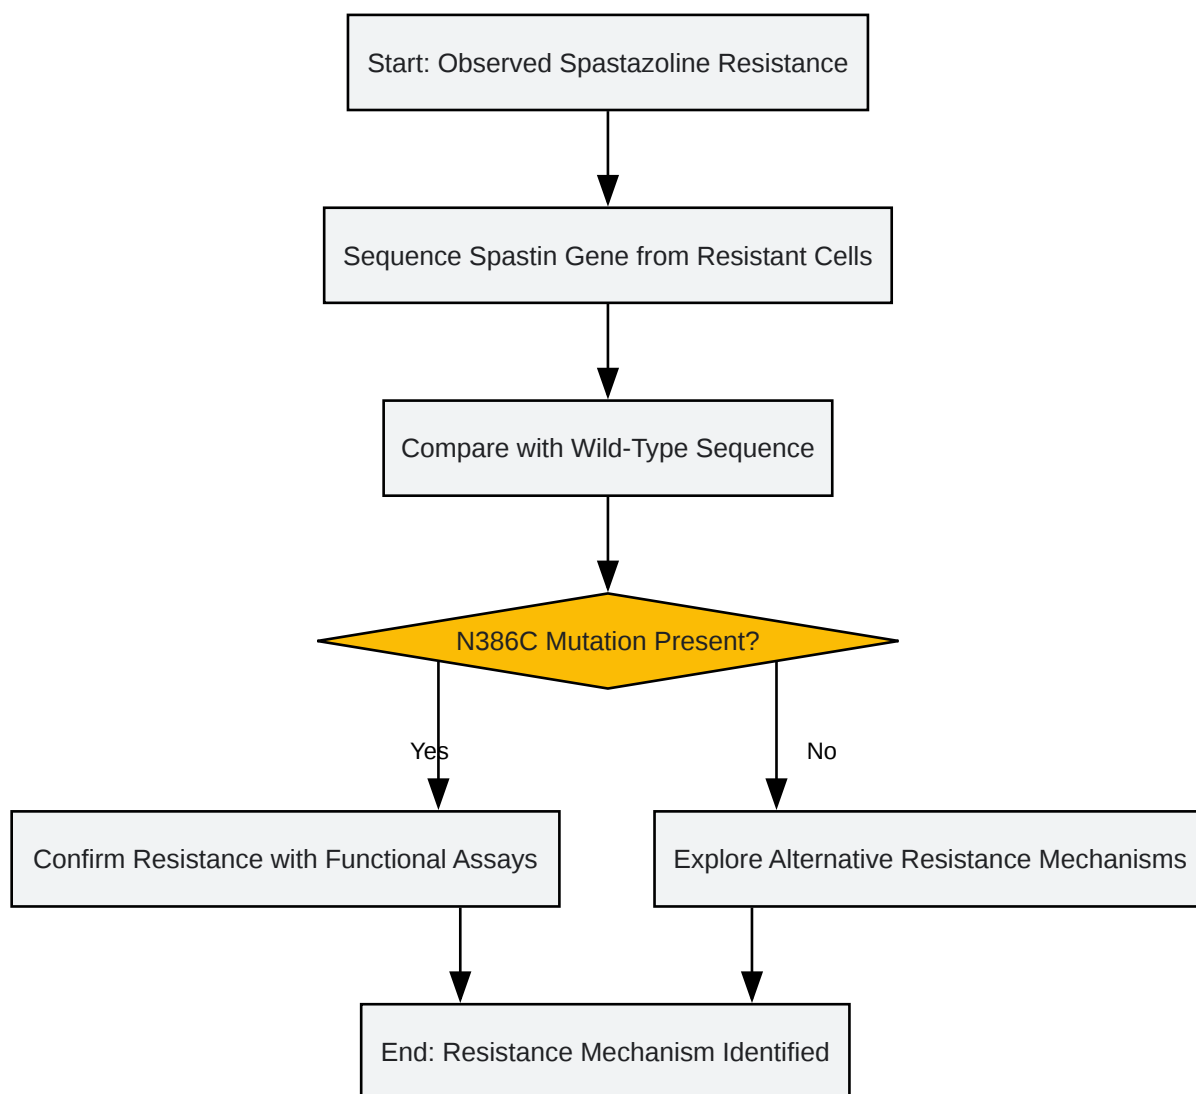 Start: Observed Spastazoline Resistance
Sequence Spastin Gene from Resistant Cells
Compare with Wild-Type Sequence
N386C Mutation Present?
Yes
No
Confirm Resistance with Functional Assays
Explore Alternative Resistance Mechanisms
End: Resistance Mechanism Identified